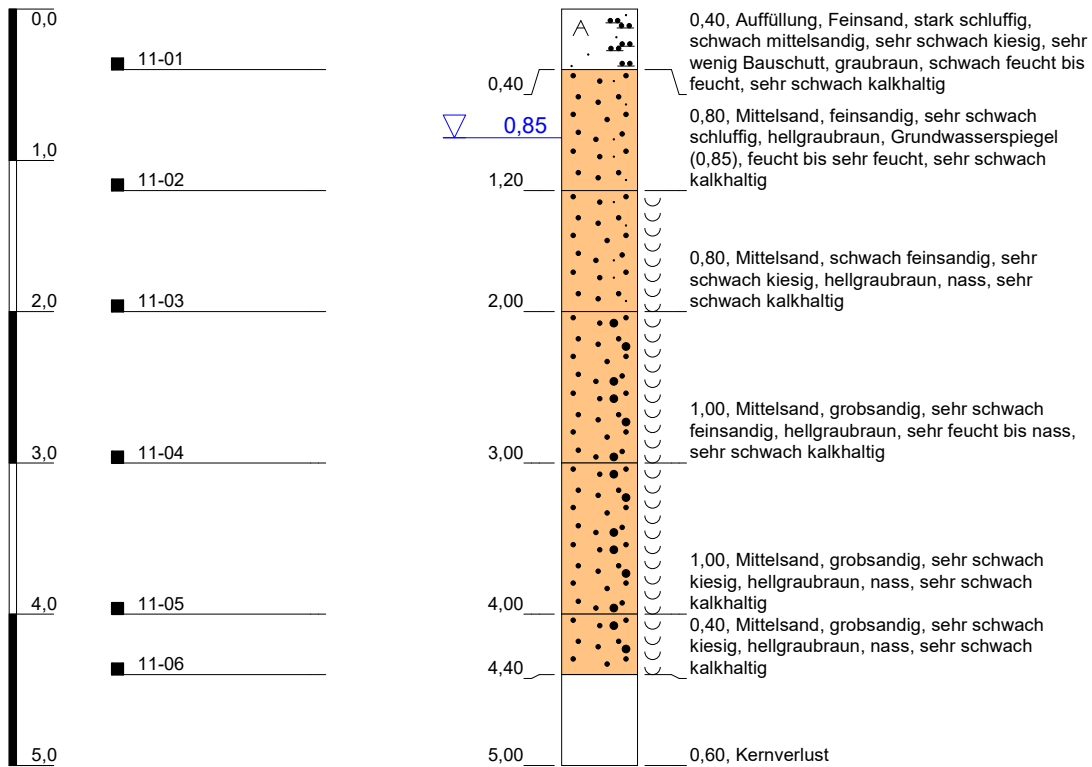 0,0
0,40, Auffüllung, Feinsand, stark schluffig,
schwach mittelsandig, sehr schwach kiesig, sehr
wenig Bauschutt, graubraun, schwach feucht bis
feucht, sehr schwach kalkhaltig
A
11-01
0,40
0,80, Mittelsand, feinsandig, sehr schwach
schluffig, hellgraubraun, Grundwasserspiegel
(0,85), feucht bis sehr feucht, sehr schwach
kalkhaltig
0,85
1,0
11-02
1,20
0,80, Mittelsand, schwach feinsandig, sehr
schwach kiesig, hellgraubraun, nass, sehr
schwach kalkhaltig
2,0
11-03
2,00
1,00, Mittelsand, grobsandig, sehr schwach
feinsandig, hellgraubraun, sehr feucht bis nass,
sehr schwach kalkhaltig
3,0
11-04
3,00
1,00, Mittelsand, grobsandig, sehr schwach
kiesig, hellgraubraun, nass, sehr schwach
kalkhaltig
4,0
11-05
4,00
0,40, Mittelsand, grobsandig, sehr schwach
kiesig, hellgraubraun, nass, sehr schwach
kalkhaltig
11-06
4,40
5,0
5,00
0,60, Kernverlust